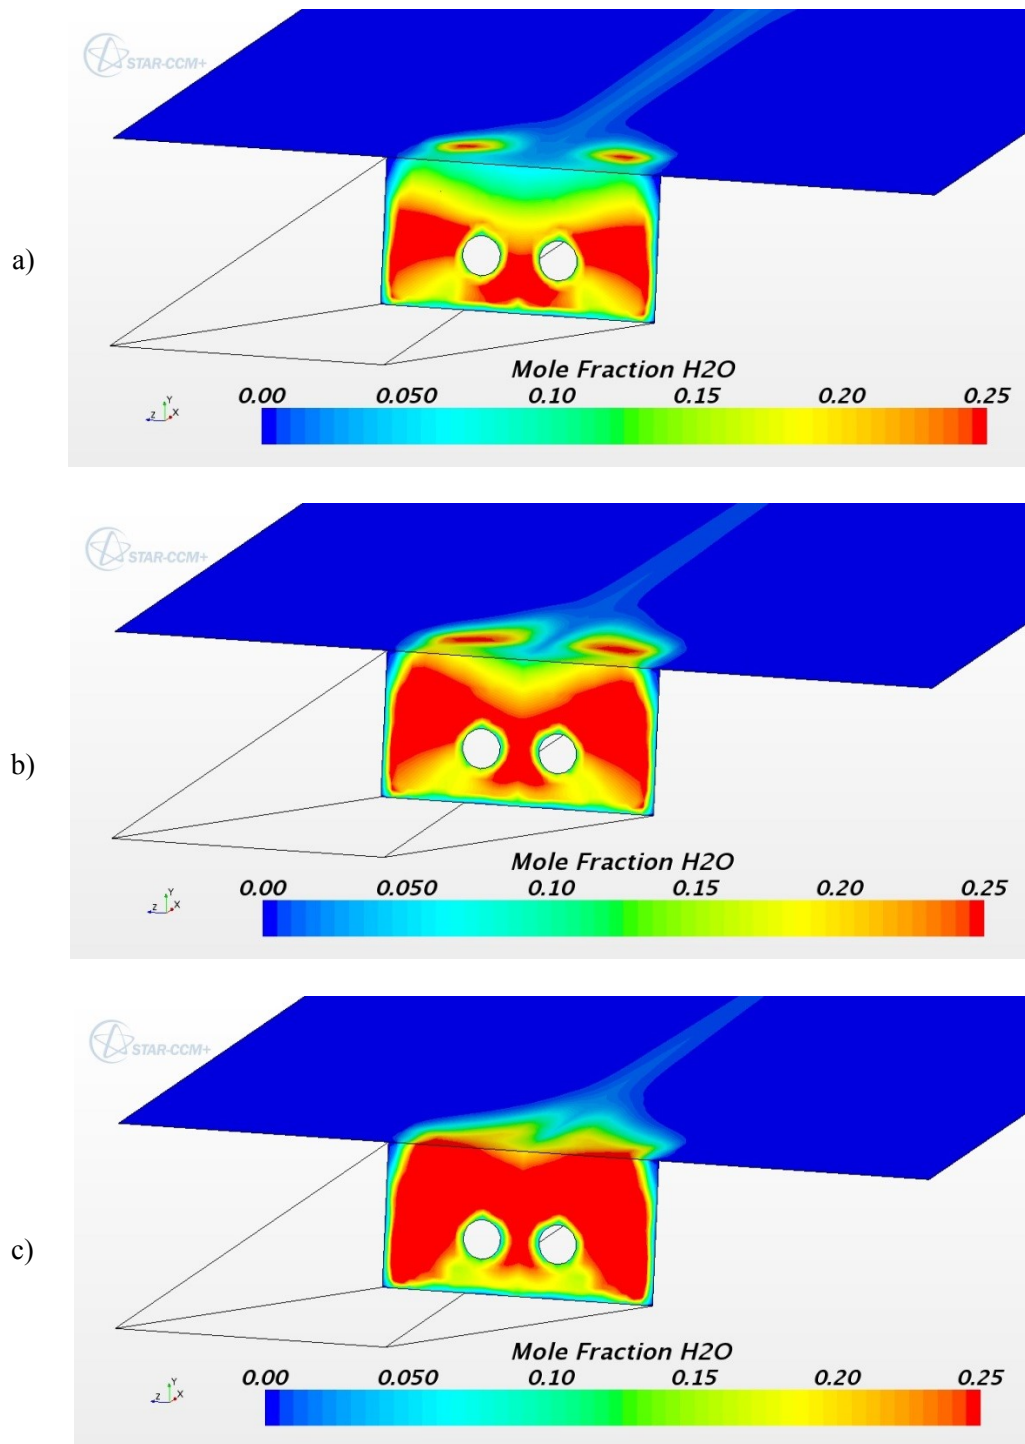 STAR-CCM+
a)
Mole Fraction H2O
0.00 0.050 0.10 0.15 0.20 0.25
Y
Z X
STAR-CCM+
b)
Mole Fraction H2O
0.00 0.050 0.10 0.15 0.20 0.25
Y
Z X
STAR-CCM+
c)
Mole Fraction H2O
0.00 0.050 0.10 0.15 0.20 0.25
Y
Z X